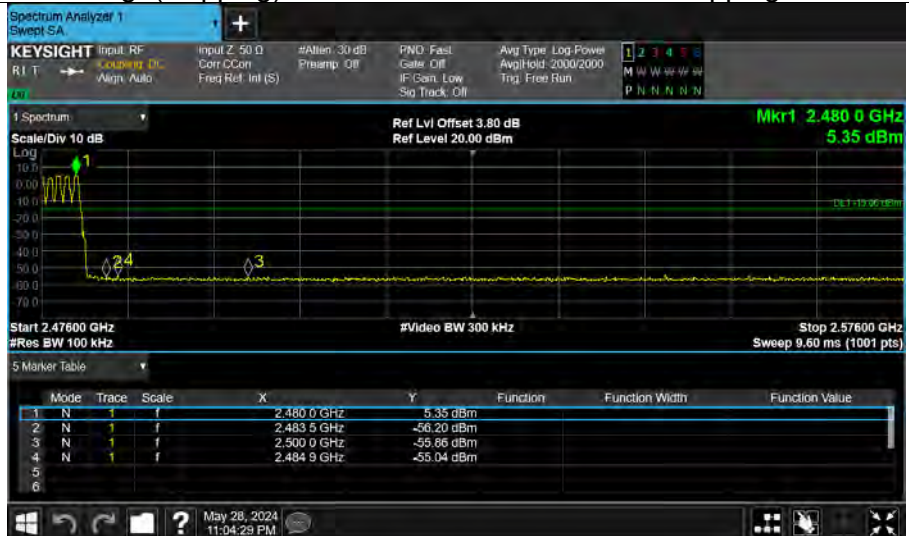 Spectrum Analyzer 1
Swept SA
+
KEYSIGHT Input: RF Input Z: 50 Ω #Atten: 30 dB PNO: Fast Avg Type: Log-Power 1 2 3 4 5 6
RL T Coupling: DC Corr CCorr Preamp: Off Gate: Off Avg|Hold: 2000/2000 M W W W W W
Align: Auto Freq Ref: Int (S) IF Gain: Low Trig: Free Run P N N N N N
Sig Track: Off
1 Spectrum Ref Lvl Offset 3.80 dB Mkr1 2.480 0 GHz
Scale/Div 10 dB Ref Level 20.00 dBm 5.35 dBm
Log
10.0
0.00
-10.0
-20.0
-30.0
-40.0
-50.0
-60.0
-70.0
1
2 4
3
Start 2.47600 GHz #Video BW 300 kHz Stop 2.57600 GHz
#Res BW 100 kHz Sweep 9.60 ms (1001 pts)
5 Marker Table
Mode Trace Scale X Y Function Function Width Function Value
1 N 1 f 2.480 0 GHz 5.35 dBm
2 N 1 f 2.483 5 GHz -56.20 dBm
3 N 1 f 2.500 0 GHz -55.86 dBm
4 N 1 f 2.484 9 GHz -55.04 dBm
5
6
? May 28, 2024
11:04:29 PM